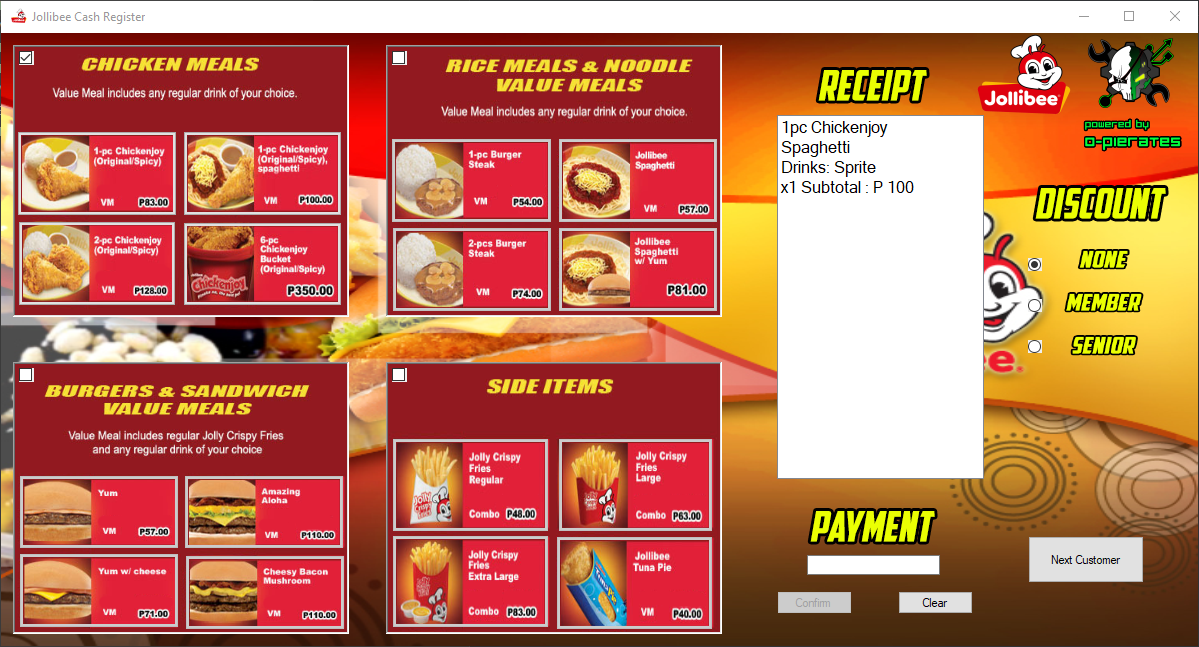 Jollibee Cash Register
CHICKEN MEALS
Value Meal includes any regular drink of your choice.
1-pc Chickenjoy
(Original/Spicy)
VM P83.00
1-pc Chickenjoy
(Original/Spicy),
spaghetti
VM P100.00
2-pc Chickenjoy
(Original/Spicy)
VM P128.00
6-pc
Chickenjoy
Bucket
(Original/Spicy)
Chickenjoy
P350.00
RICE MEALS & NOODLE
VALUE MEALS
Value Meal includes any regular drink of your choice.
1-pc Burger
Steak
VM P54.00
Jollibee
Spaghetti
VM P57.00
2-pcs Burger
Steak
VM P74.00
Jollibee
Spaghetti
w/ Yum
P81.00
BURGERS & SANDWICH
VALUE MEALS
Value Meal includes regular Jolly Crispy Fries
and any regular drink of your choice
Yum
VM P57.00
Amazing
Aloha
VM P110.00
Yum w/ cheese
VM P71.00
Cheesy Bacon
Mushroom
VM P110.00
SIDE ITEMS
Jolly Crispy
Fries
Regular
Combo P48.00
Jolly Crispy
Fries
Large
Combo P63.00
Jolly Crispy
Fries
Extra Large
Combo P83.00
Jollibee
Tuna Pie
VM P40.00
RECEIPT
1pc Chickenjoy
Spaghetti
Drinks: Sprite
x1 Subtotal : P 100
Jollibee
powered by
O-PIERATES
DISCOUNT
NONE
MEMBER
SENIOR
ee.
PAYMENT
Confirm
Clear
Next Customer